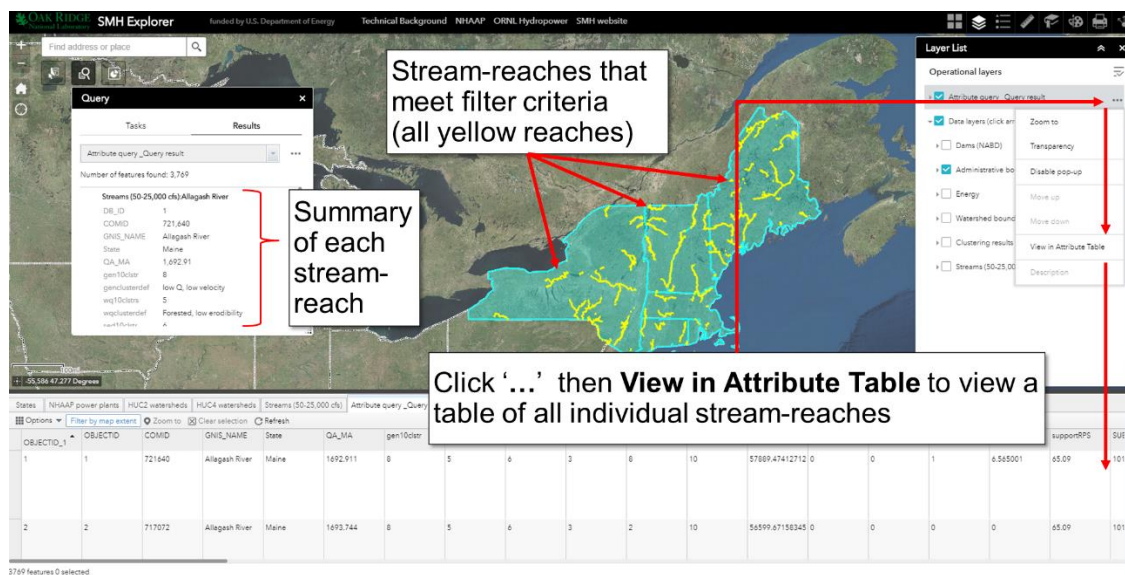 OAK RIDGE
National Laboratory
SMH Explorer
funded by U.S. Department of Energy
Technical Background NHAAP ORNL Hydropower SMH website
Find address or place
Query
Tasks
Results
Attribute query _Query result
Number of features found: 3,769
Streams (50-25,000 cfs):Allagash River
DB_ID 1
COMID 721,640
GNIS_NAME Allagash River
State Maine
QA_MA 1,692.91
gen10clstr 8
genclusterdef low Q, low velocity
wq10clstrs 5
wqclusterdef Forested, low erodibility
Stream-reaches that
meet filter criteria
(all yellow reaches)
Summary
of each
stream-
reach
Layer List
Operational layers
Attribute query _Query result
Data layers (click arr
Dams (NABD)
Administrative bo
Energy
Watershed bound
Clustering results
Streams (50-25,00
Zoom to
Transparency
Disable pop-up
Move up
Move down
View in Attribute Table
Description
Click ‘...’ then View in Attribute Table to view a
table of all individual stream-reaches
-55.586 47.277 Degrees
States NHAAP power plants HUC2 watersheds HUC4 watersheds Streams (50-25,000 cfs) Attribute query _Query
Options Filter by map extent Zoom to Clear selection Refresh
OBJECTID_1 OBJECTID COMID GNIS_NAME State QA_MA gen10clstr supportRPS SUB
1 1 721640 Allagash River Maine 1692.911 8 5 6 3 8 10 57889.47412712 0 0 1 6.565001 65.09 101
2 2 717072 Allagash River Maine 1693.744 8 5 6 3 2 10 56599.67158345 0 0 0 0 65.09 101
3769 features 0 selected